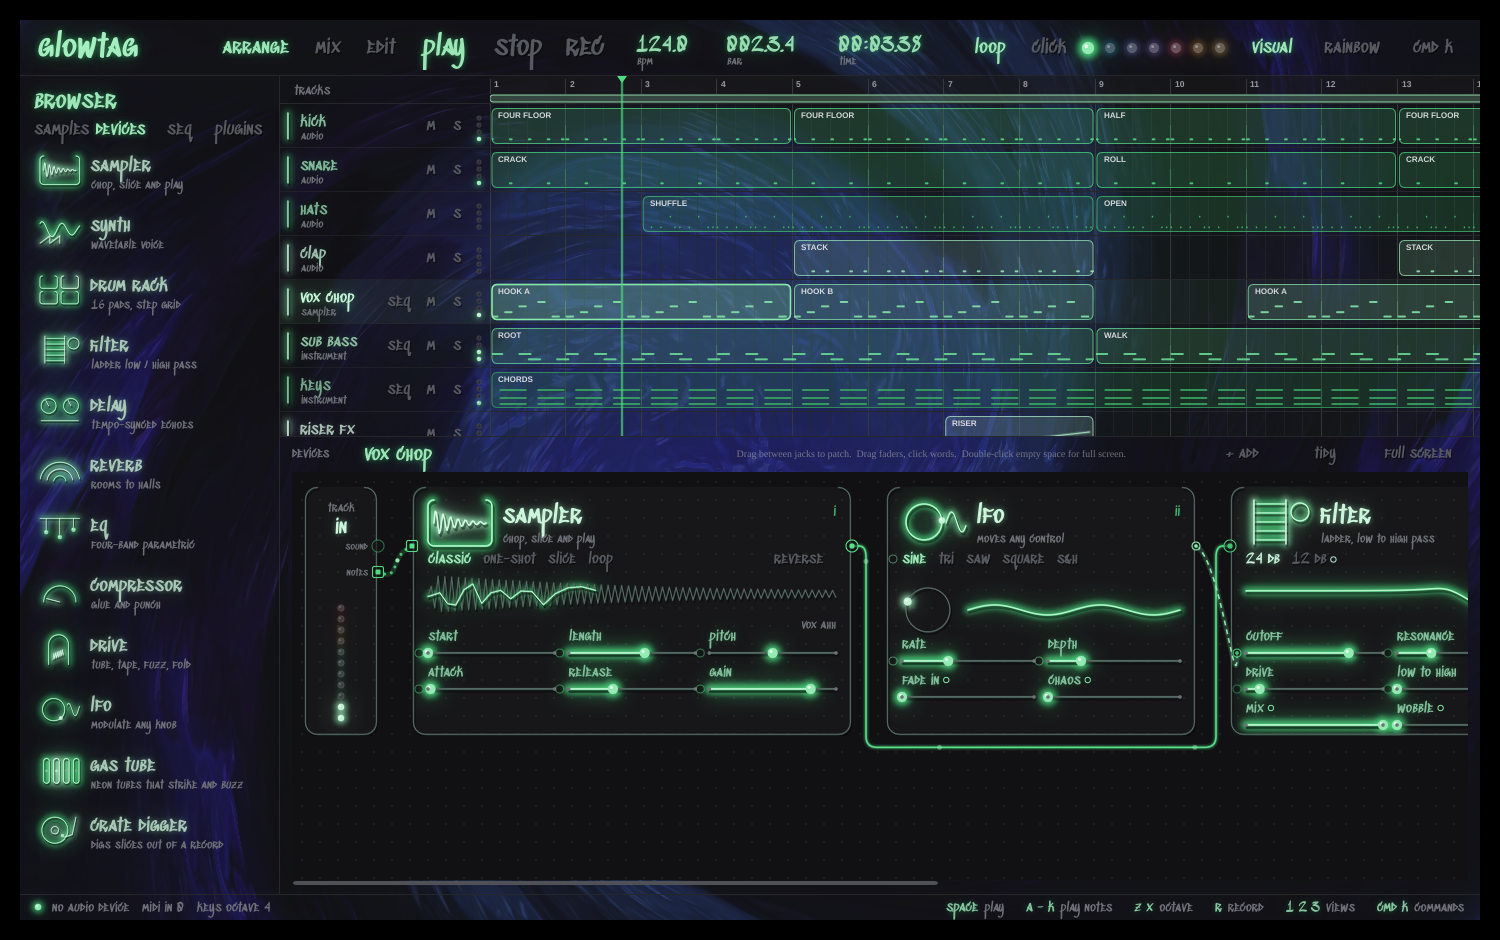 GLOWTAG ARRANGE MIX EDIT PLAY STOP REC 124.0 002.3.4 00:03.38 LOOP CLICK VISUAL RAINBOW CMD K
BPM BAR TIME
BROWSER
SAMPLES DEVICES SEQ PLUGINS
SAMPLER
CHOP, SLICE AND PLAY
SYNTH
WAVETABLE VOICE
DRUM RACK
16 PADS, STEP GRID
FILTER
LADDER LOW / HIGH PASS
DELAY
TEMPO-SYNCED ECHOES
REVERB
ROOMS TO HALLS
EQ
FOUR-BAND PARAMETRIC
COMPRESSOR
GLUE AND PUNCH
DRIVE
TUBE, TAPE, FUZZ, FOLD
LFO
MODULATE ANY KNOB
GAS TUBE
NEON TUBES THAT STRIKE AND BUZZ
CRATE DIGGER
DIGS SLICES OUT OF A RECORD
TRACKS 1 2 3 4 5 6 7 8 9 10 11 12 13
KICK M S FOUR FLOOR FOUR FLOOR HALF FOUR FLOOR
AUDIO
SNARE M S CRACK ROLL CRACK
AUDIO
HATS M S SHUFFLE OPEN
AUDIO
CLAP M S STACK STACK
AUDIO
VOX CHOP SEQ M S HOOK A HOOK B HOOK A
SAMPLER
SUB BASS SEQ M S ROOT WALK
INSTRUMENT
KEYS SEQ M S CHORDS
INSTRUMENT
RISER FX M S RISER
DEVICES VOX CHOP Drag between jacks to patch. Drag faders, click words. Double-click empty space for full screen. + ADD TIDY FULL SCREEN
TRACK
IN
SOUND
NOTES
SAMPLER i
CHOP, SLICE AND PLAY
CLASSIC ONE-SHOT SLICE LOOP REVERSE
VOX AHH
START LENGTH PITCH
ATTACK RELEASE GAIN
LFO ii
MOVES ANY CONTROL
SINE TRI SAW SQUARE S&H
RATE DEPTH
FADE IN CHAOS
FILTER
LADDER, LOW TO HIGH PASS
24 DB 12 DB
CUTOFF RESONANCE
DRIVE LOW TO HIGH
MIX WOBBLE
NO AUDIO DEVICE MIDI IN 0 KEYS OCTAVE 4 SPACE PLAY A - K PLAY NOTES Z X OCTAVE R RECORD 1 2 3 VIEWS CMD K COMMANDS